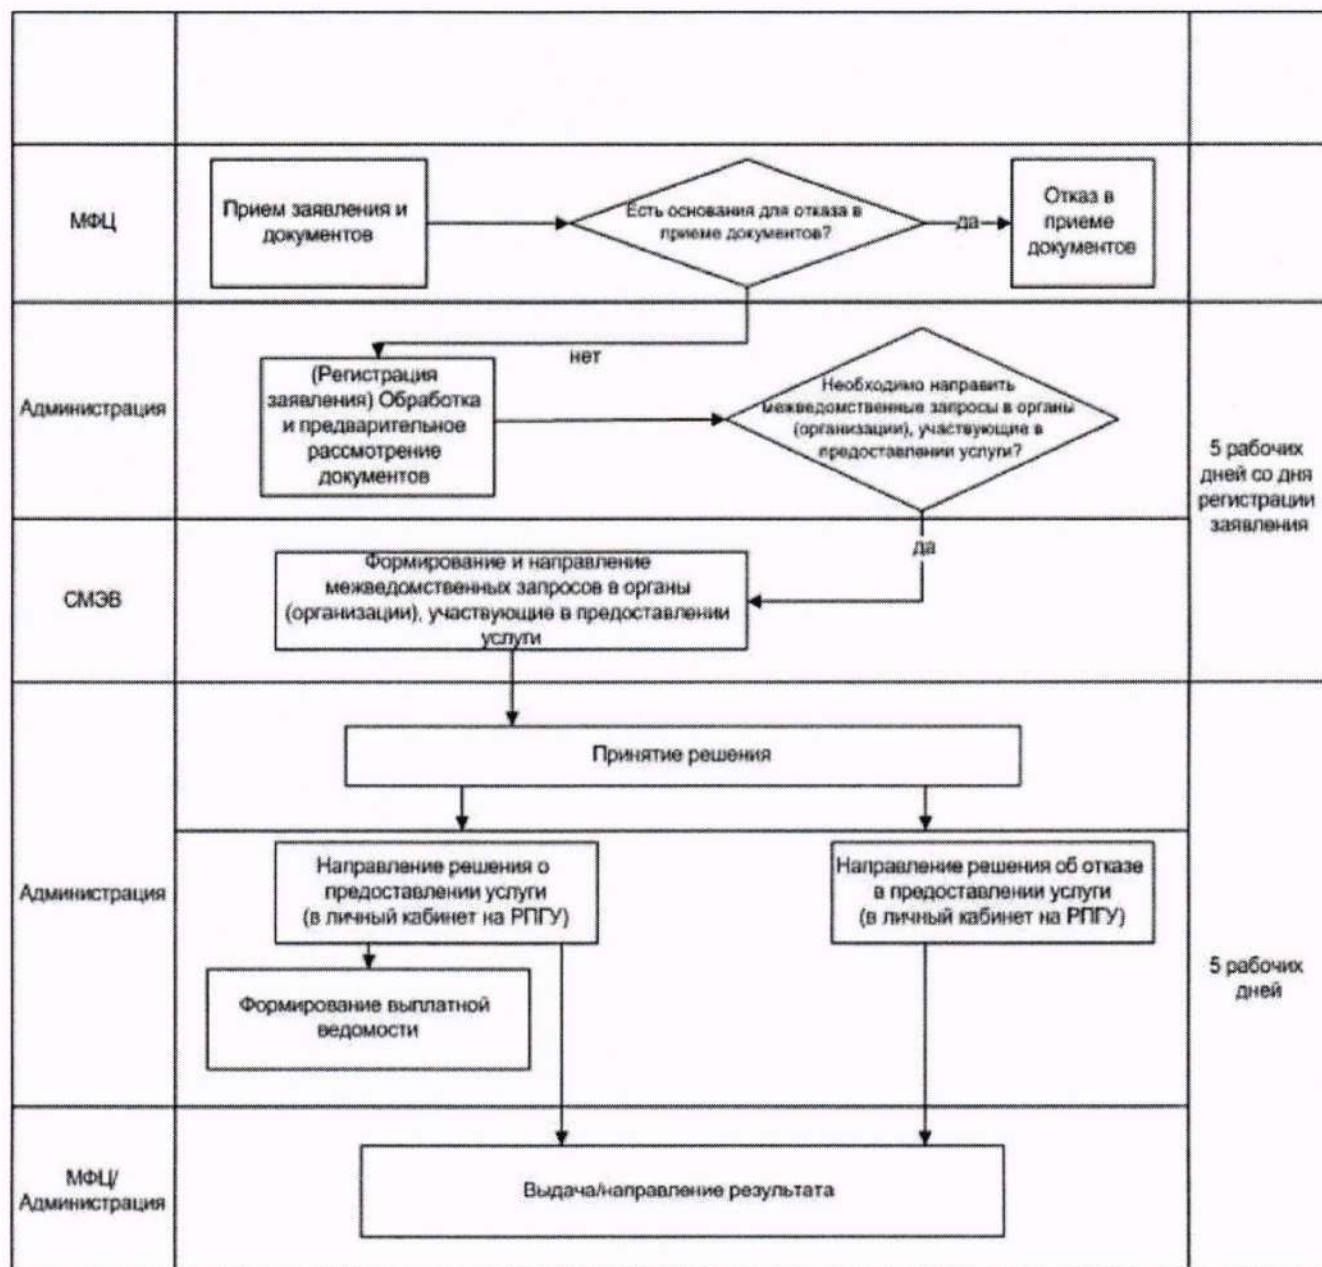 МФЦ
Прием заявления и
документов
Есть основания для отказа в
приеме документов?
да
Отказ в
приеме
документов
нет
Администрация
(Регистрация
заявления) Обработка
и предварительное
рассмотрение
документов
Необходимо направить
межведомственные запросы в органы
(организации), участвующие в
предоставлении услуги?
5 рабочих
дней со дня
регистрации
заявления
да
СМЭВ
Формирование и направление
межведомственных запросов в органы
(организации), участвующие в предоставлении
услуги
Принятие решения
Администрация
Направление решения о
предоставлении услуги
(в личный кабинет на РПГУ)
Направление решения об отказе
в предоставлении услуги
(в личный кабинет на РПГУ)
Формирование выплатной
ведомости
5 рабочих
дней
МФЦ/
Администрация
Выдача/направление результата